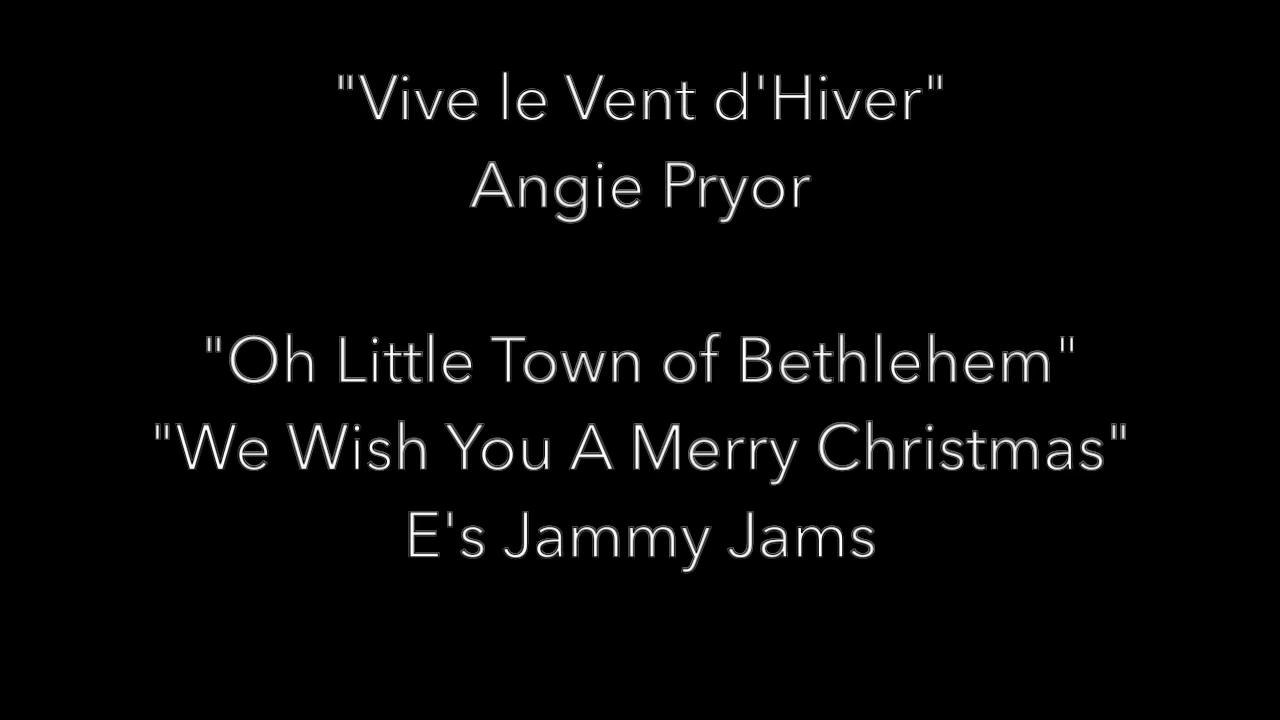 "Vive le Vent d'Hiver"
Angie Pryor
"Oh Little Town of Bethlehem"
"We Wish You A Merry Christmas"
E's Jammy Jams